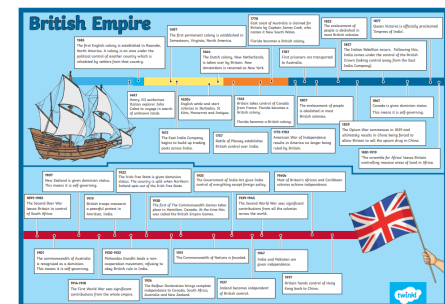 British Empire
1585
The first English colony is established in Roanoke,
North America. A colony is an area under the
political control of another country which is
inhabited by settlers from that country.
1607
The first permanent colony is established in
Jamestown, Virginia, North America.
1664
The Dutch colony, New Netherlands,
is taken over by Britain. New
Amsterdam is renamed to New York.
1770
East coast of Australia is claimed for
Britain by Captain James Cook, who
names it New South Wales.
Florida becomes a British colony.
1787
First prisoners are transported
to Australia.
1833
The enslavement of
people is abolished in
most British colonies.
1857
The Indian Rebellion occurs. Following this,
India comes under the control of the British
Crown (taking control away from the East
India Company).
1877
Queen Victoria is officially proclaimed
'Empress of India'.
1497
Henry VII authorises
Italian explorer John
Cabot to voyage in search
of unknown lands.
1600s
English settle and start
colonies in Barbados, St
Kitts, Monserrat and Antigua.
1612
The East India Company
begins to build up trading
posts across India.
1757
Battle of Plassey establishes
British control over India.
1763
Britain takes control of Canada
from France. Florida becomes a
British colony.
Florida becomes a British colony.
1775-1783
American War of Independence
results in America no longer being
ruled by Britain.
1807
The enslavement of people
is abolished in most
British colonies.
1839
The Opium War commences in 1839 and
ultimately results in China being forced to
allow Britain to sell the opium drug in China.
1867
Canada is given dominion status.
This means it is self-governing.
1881-1919
The scramble for Africa! leaves Britain
controlling massive areas of land in Africa.
1899-1902
The Second Boer War
leaves Britain in control
of South Africa.
1907
New Zealand is given dominion status.
This means it is self-governing.
1919
British troops massacre
a peaceful protest in
Amritsar, India.
1922
The Irish Free State is given Dominion
status. The country is split when Northern
Ireland opts out of the Irish Free State.
1930
The First Of The Commonwealth Games takes
place in Hamilton, Canada. At the time this
was called the British Empire Games.
1935
The Government of India act gives India
control of everything except foreign policy.
1939-1945
The Second World War saw significant
contributions from all the colonies
across the world.
1960s
Most of Britain's African and Caribbean
colonies achieve independence.
1901
The commonwealth of Australia
is recognised as a dominion.
This means it is self-governing.
1914-1918
The First World War saw significant
contributions from the whole empire.
1920-1922
Mohandas Gandhi leads a non-
cooperation movement, refusing to
obey British rule in India.
1926
The Balfour Declaration brings complete
independence to Canada, South Africa,
Australia and New Zealand.
1931
The Commonwealth of Nations is founded.
1937
Ireland becomes independent
of British control.
1947
India and Pakistan are
given independence.
1997
Britain hands control of Hong
Kong back to China.
twinkl